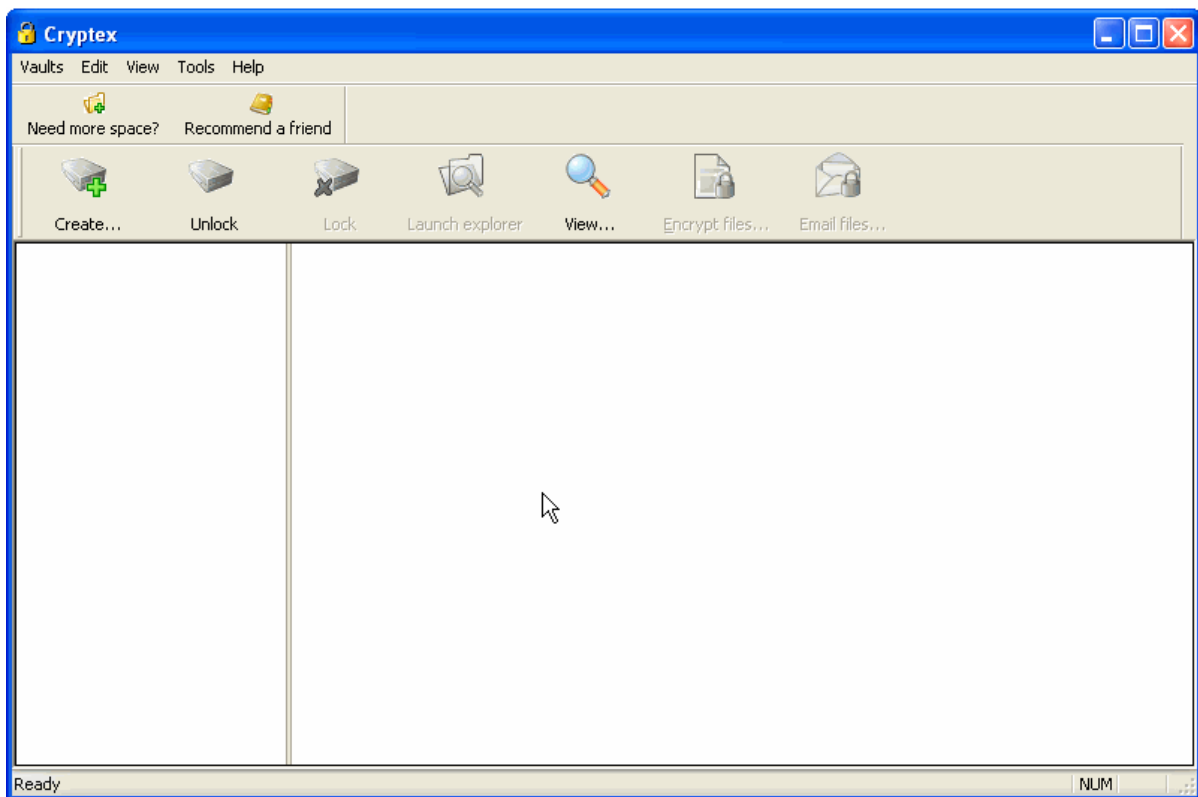 Cryptex
Vaults Edit View Tools Help
Need more space? Recommend a friend
Create... Unlock Lock Launch explorer View... Encrypt files... Email files...
Ready NUM